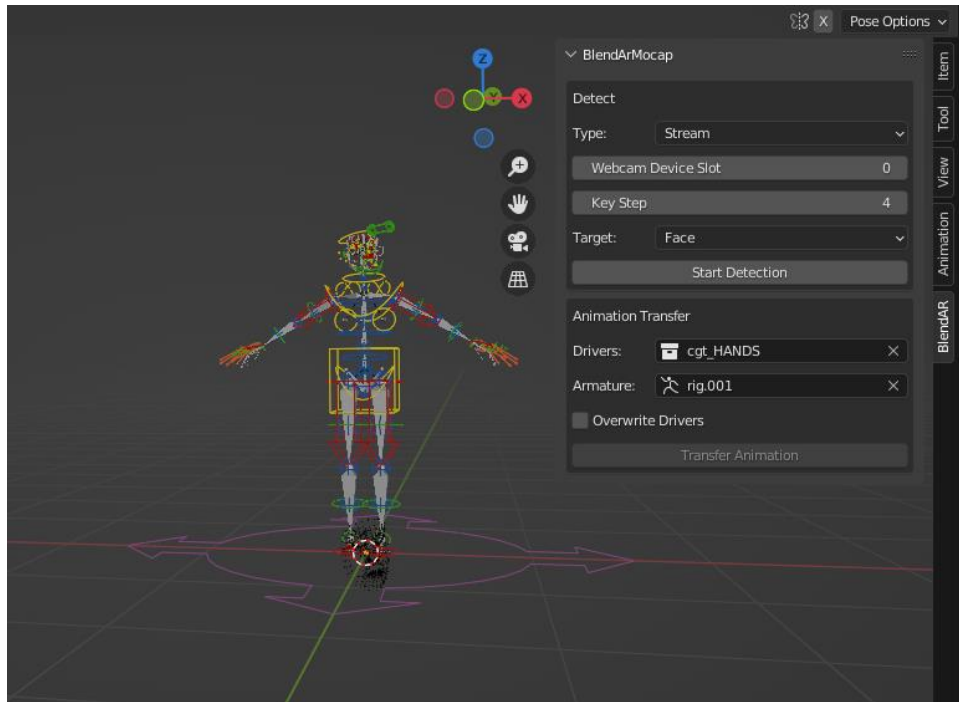 X Pose Options
BlendArMocap
Detect
Type: Stream
Webcam Device Slot 0
Key Step 4
Target: Face
Start Detection
Animation Transfer
Drivers: cgt_HANDS
Armature: rig.001
Overwrite Drivers
Transfer Animation
Item
Tool
View
Animation
BlendAR
Z
Y
X